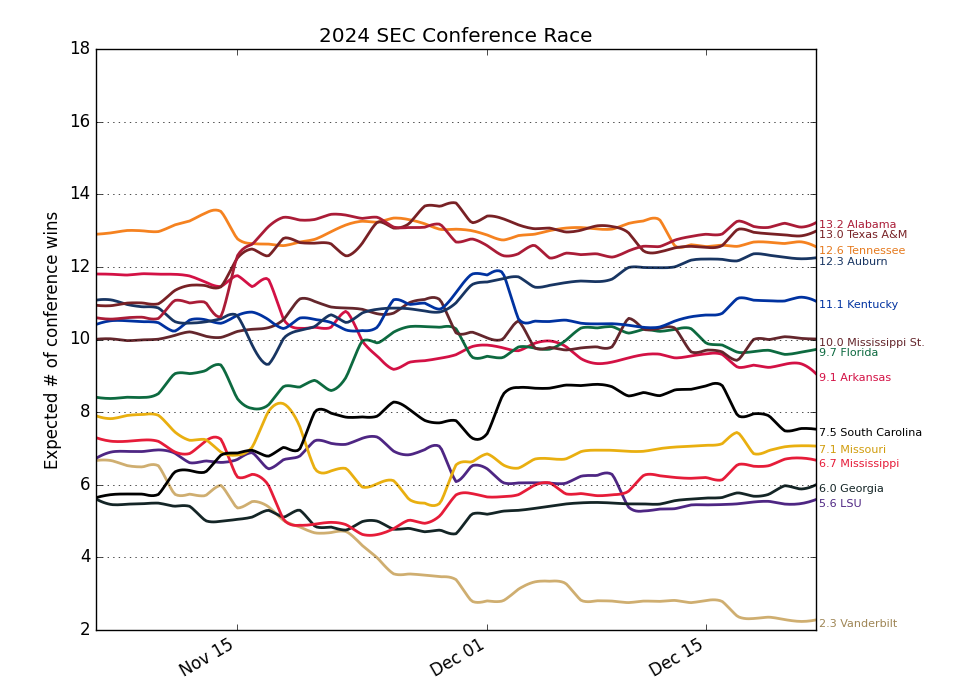 2024 SEC Conference Race
Expected # of conference wins
18
16
14
12
10
8
6
4
2
Nov 15
Dec 01
Dec 15
13.2 Alabama
13.0 Texas A&M
12.6 Tennessee
12.3 Auburn
11.1 Kentucky
10.0 Mississippi St.
9.7 Florida
9.1 Arkansas
7.5 South Carolina
7.1 Missouri
6.7 Mississippi
6.0 Georgia
5.6 LSU
2.3 Vanderbilt